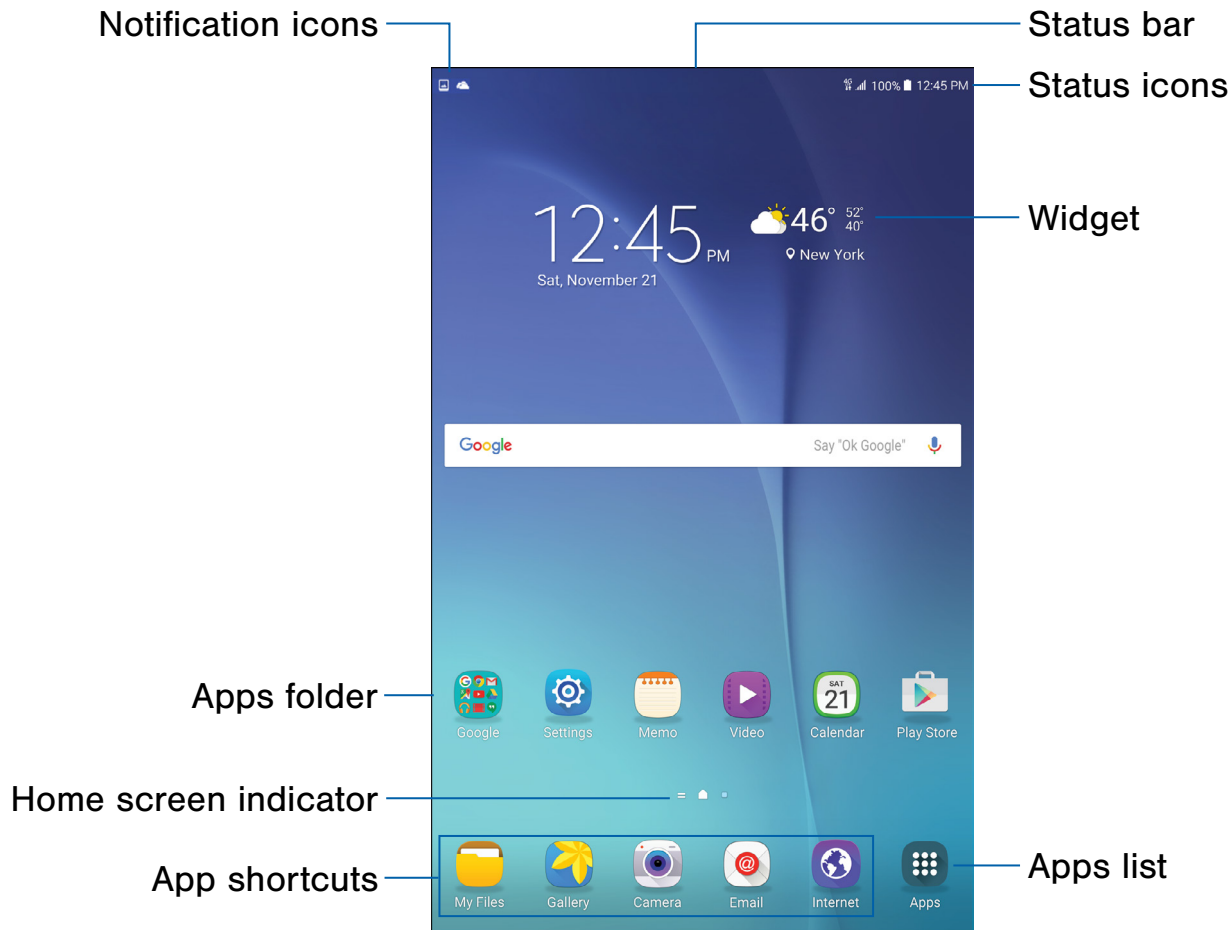 Notification icons
Status bar
4G 100% 12:45 PM
Status icons
12:45 PM
46° 52° 40°
Widget
Sat, November 21
New York
Google Say "Ok Google"
Apps folder
SAT
21
Google Settings Memo Video Calendar Play Store
Home screen indicator
@
App shortcuts
Apps list
My Files Gallery Camera Email Internet Apps